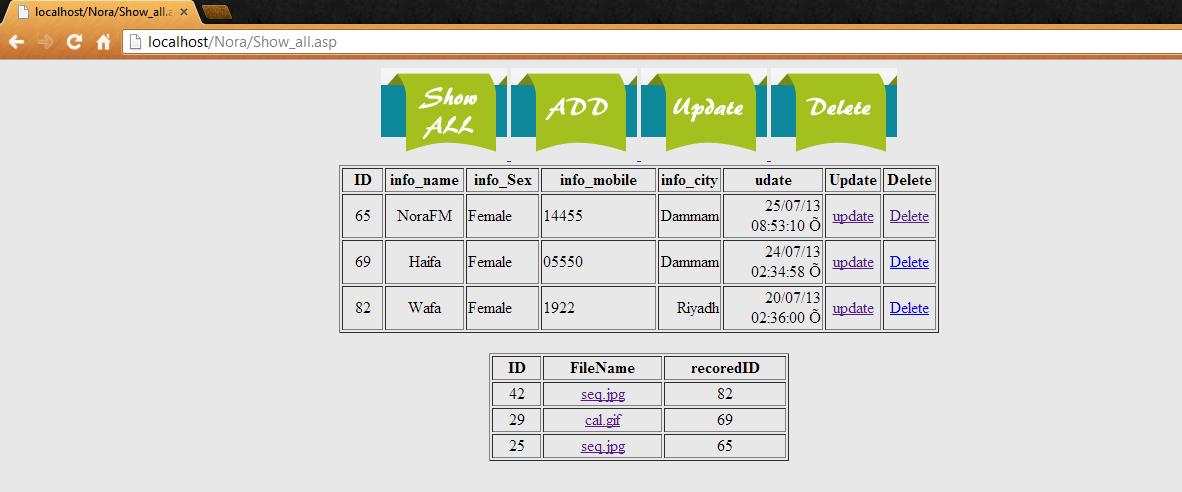 localhost/Nora/Show_all.a
localhost/Nora/Show_all.asp
Show
ALL
ADD
Update
Delete
ID info_name info_Sex info_mobile info_city udate Update Delete
65 NoraFM Female 14455 Dammam 25/07/13 08:53:10 Õ update Delete
69 Haifa Female 05550 Dammam 24/07/13 02:34:58 Õ update Delete
82 Wafa Female 1922 Riyadh 20/07/13 02:36:00 Õ update Delete
ID FileName recoredID
42 seq.jpg 82
29 cal.gif 69
25 seq.jpg 65